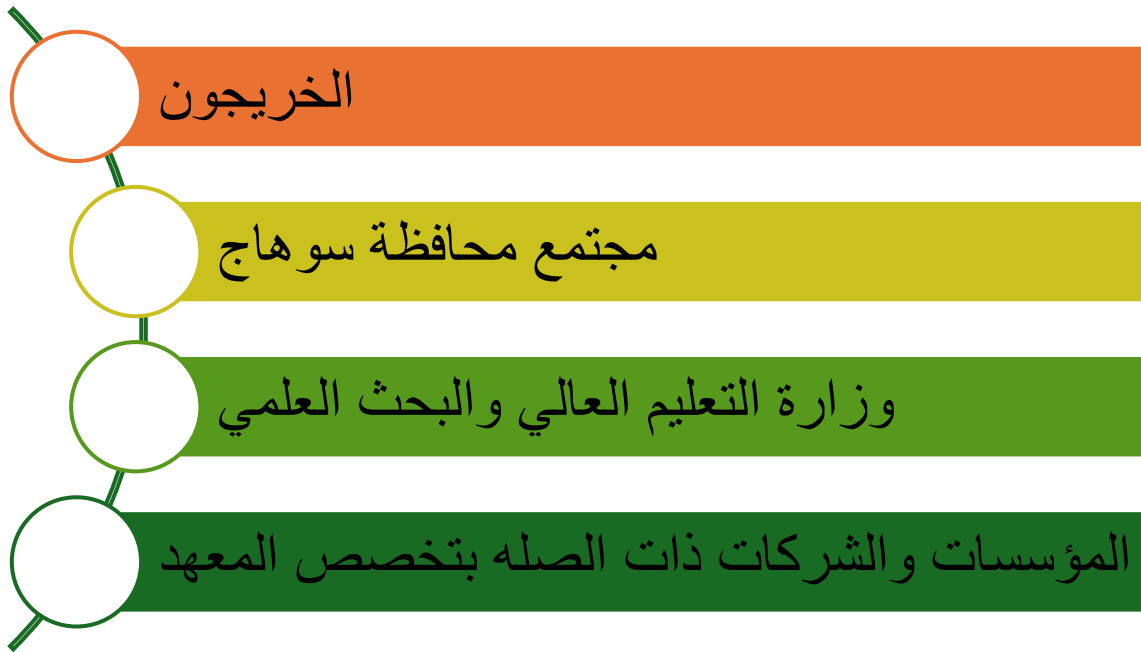 الخريجون
مجتمع محافظة سوهاج
وزارة التعليم العالي والبحث العلمي
المؤسسات والشركات ذات الصله بتخصص المعهد